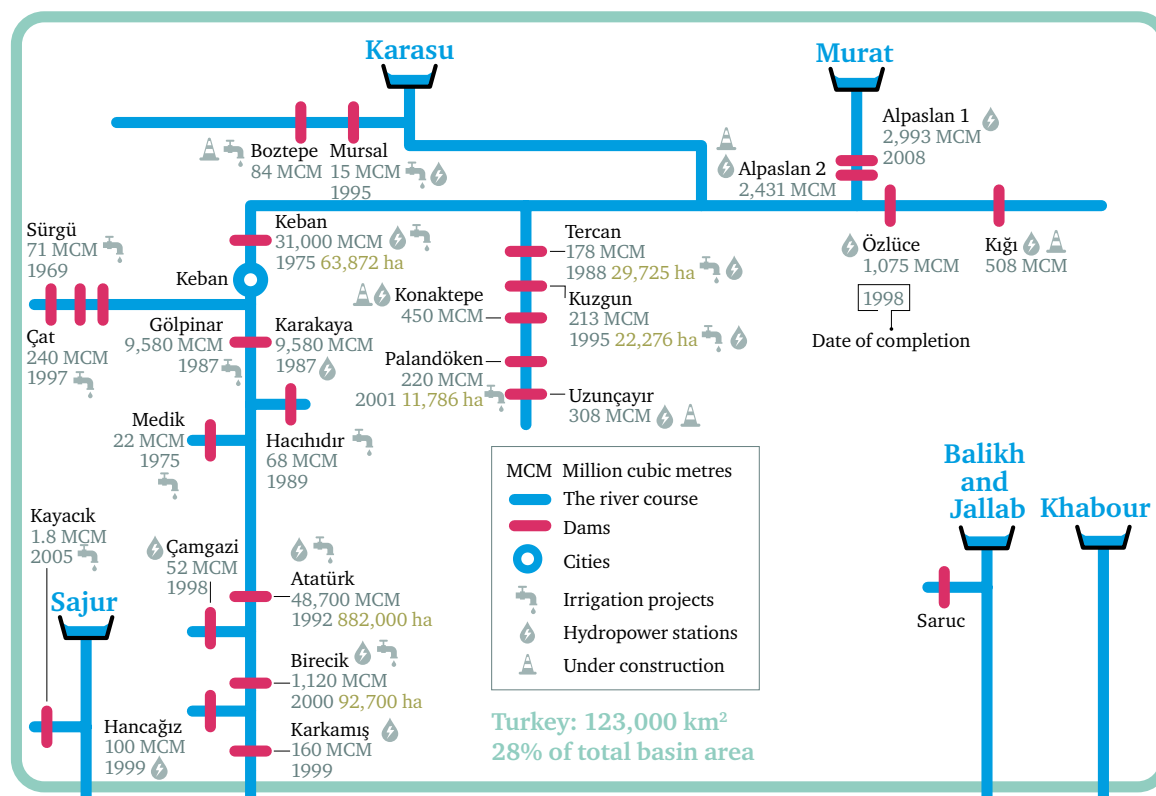 Karasu
Murat
Boztepe
84 MCM
Mursal
15 MCM
1995
Alpaslan 1
2,993 MCM
2008
Alpaslan 2
2,431 MCM
Sürgü
71 MCM
1969
Keban
31,000 MCM
1975 63,872 ha
Keban
Tercan
178 MCM
1988 29,725 ha
Özlüce
1,075 MCM
1998
Date of completion
Kığı
508 MCM
Konaktepe
450 MCM
Kuzgun
213 MCM
1995 22,276 ha
Çat
240 MCM
1997
Gölpinar
9,580 MCM
1987
Karakaya
9,580 MCM
1987
Palandöken
220 MCM
2001 11,786 ha
Uzunçayır
308 MCM
Medik
22 MCM
1975
Hacıhıdır
68 MCM
1989
MCM Million cubic metres
The river course
Dams
Cities
Irrigation projects
Hydropower stations
Under construction
Balikh
and
Jallab
Khabour
Saruc
Kayacık
1.8 MCM
2005
Sajur
Çamgazi
52 MCM
1998
Atatürk
48,700 MCM
1992 882,000 ha
Birecik
1,120 MCM
2000 92,700 ha
Hancağız
100 MCM
1999
Karkamış
160 MCM
1999
Turkey: 123,000 km²
28% of total basin area